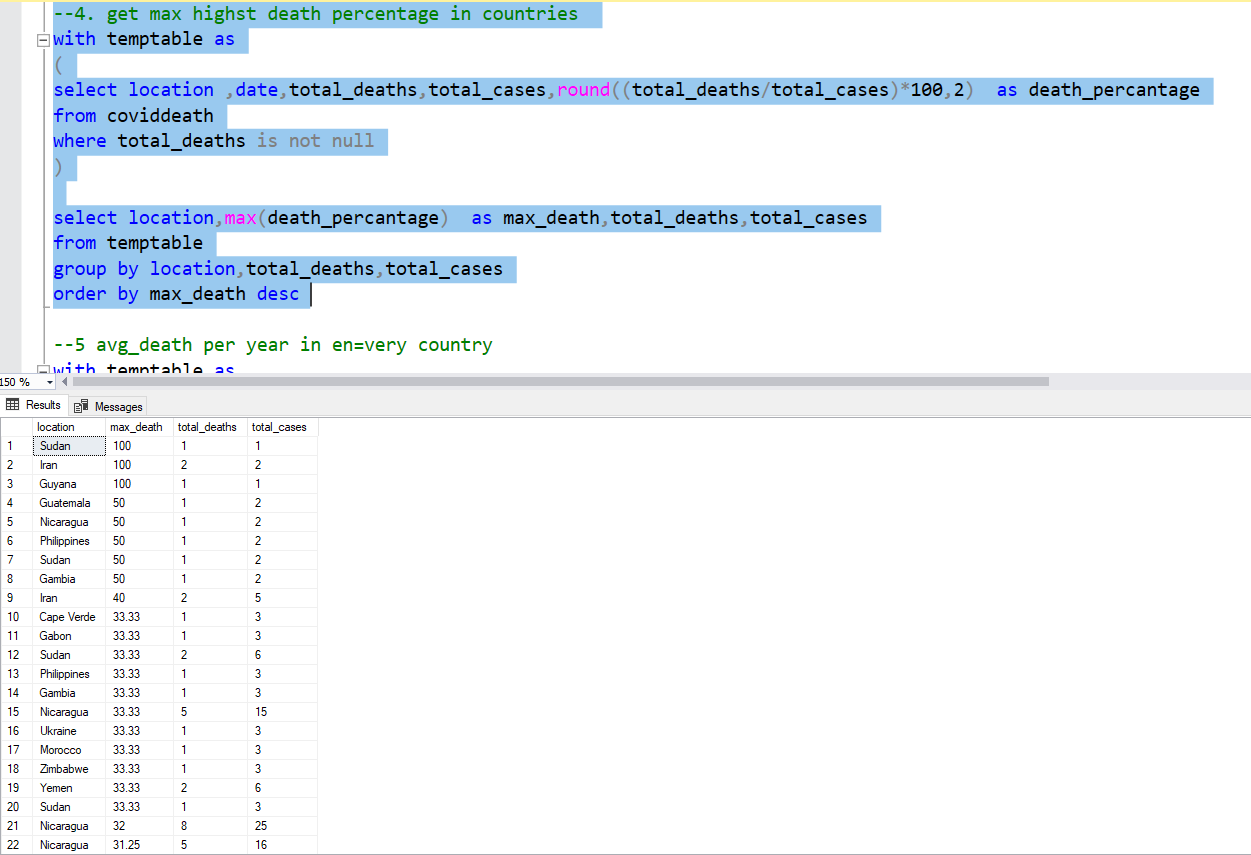 --4. get max highst death percentage in countries
with temptable as
(
select location ,date,total_deaths,total_cases,round((total_deaths/total_cases)*100,2)  as death_percantage
from coviddeath
where total_deaths is not null
)
select location,max(death_percantage)  as max_death,total_deaths,total_cases
from temptable
group by location,total_deaths,total_cases
order by max_death desc
--5 avg_death per year in en=very country
with temptable as
150 %
Results Messages
location max_death total_deaths total_cases
1 Sudan 100 1 1
2 Iran 100 2 2
3 Guyana 100 1 1
4 Guatemala 50 1 2
5 Nicaragua 50 1 2
6 Philippines 50 1 2
7 Sudan 50 1 2
8 Gambia 50 1 2
9 Iran 40 2 5
10 Cape Verde 33.33 1 3
11 Gabon 33.33 1 3
12 Sudan 33.33 2 6
13 Philippines 33.33 1 3
14 Gambia 33.33 1 3
15 Nicaragua 33.33 5 15
16 Ukraine 33.33 1 3
17 Morocco 33.33 1 3
18 Zimbabwe 33.33 1 3
19 Yemen 33.33 2 6
20 Sudan 33.33 1 3
21 Nicaragua 32 8 25
22 Nicaragua 31.25 5 16